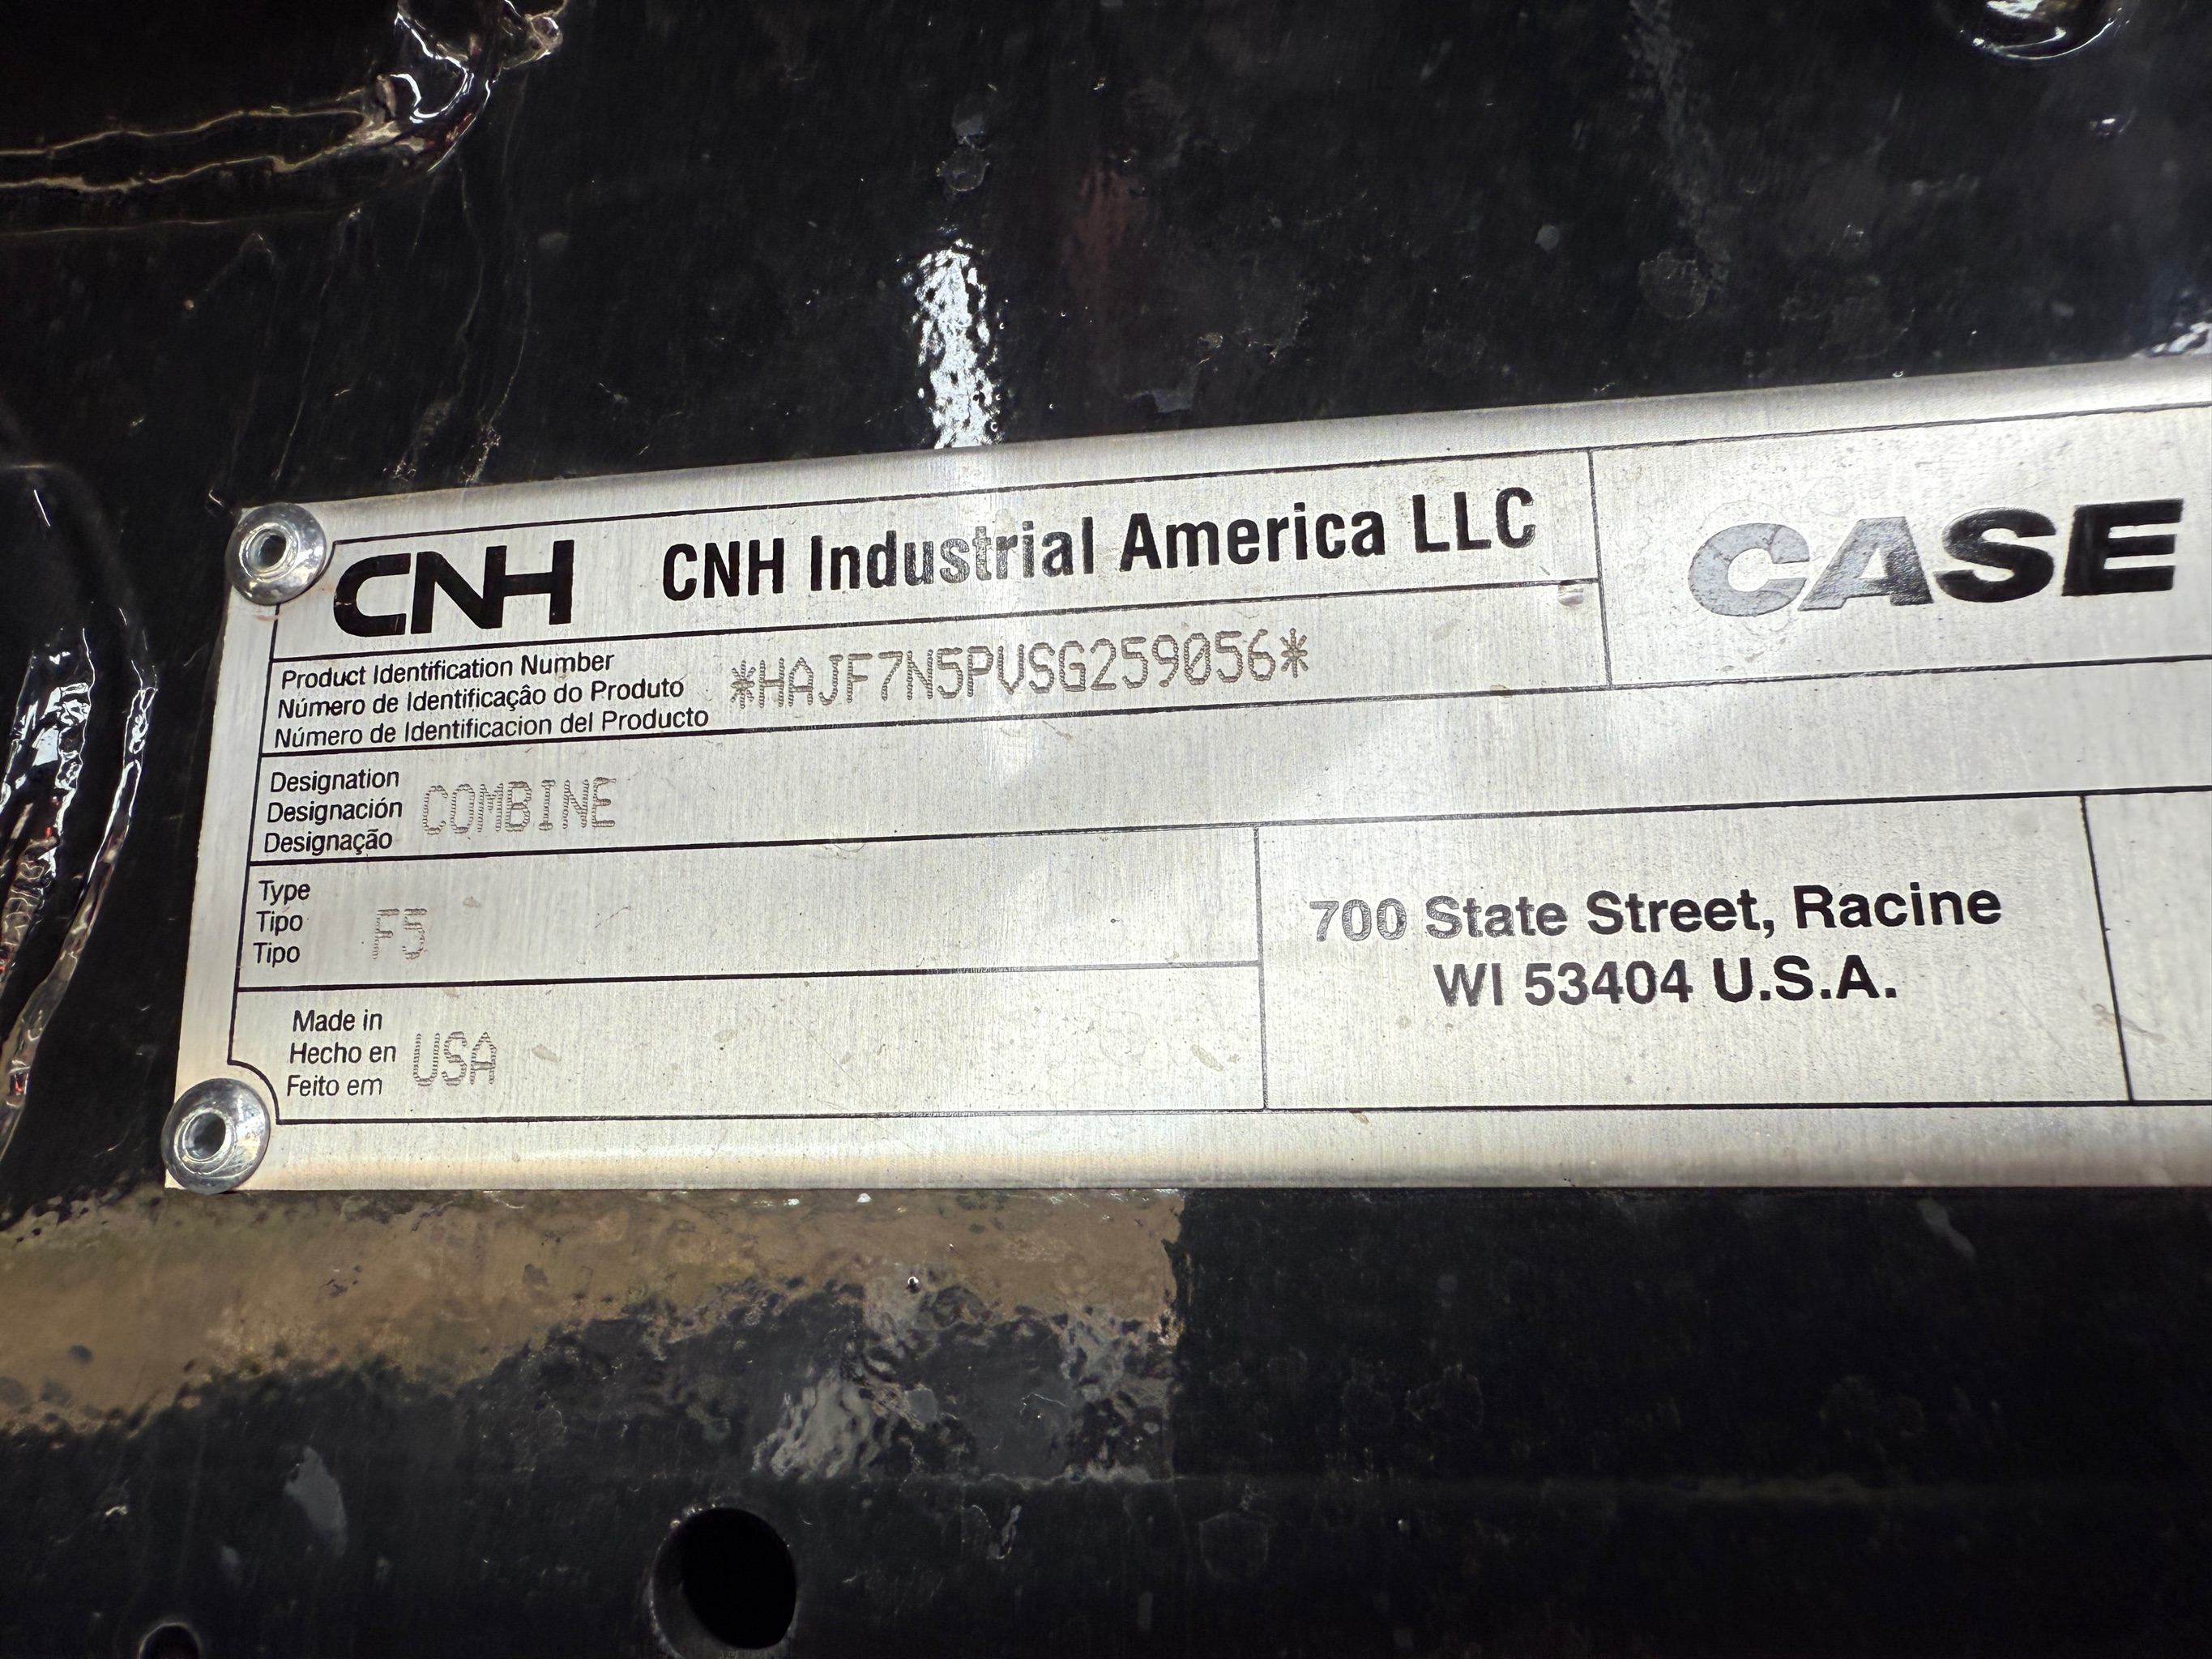 CNH CNH Industrial America LLC CASE
Product Identification Number
Número de Identificação do Produto
Número de Identificacion del Producto
*HAJF7N5PVSG259056*
Designation
Designación
Designação
COMBINE
Type
Tipo
Tipo
F5
Made in
Hecho en
Feito em
USA
700 State Street, Racine
WI 53404 U.S.A.